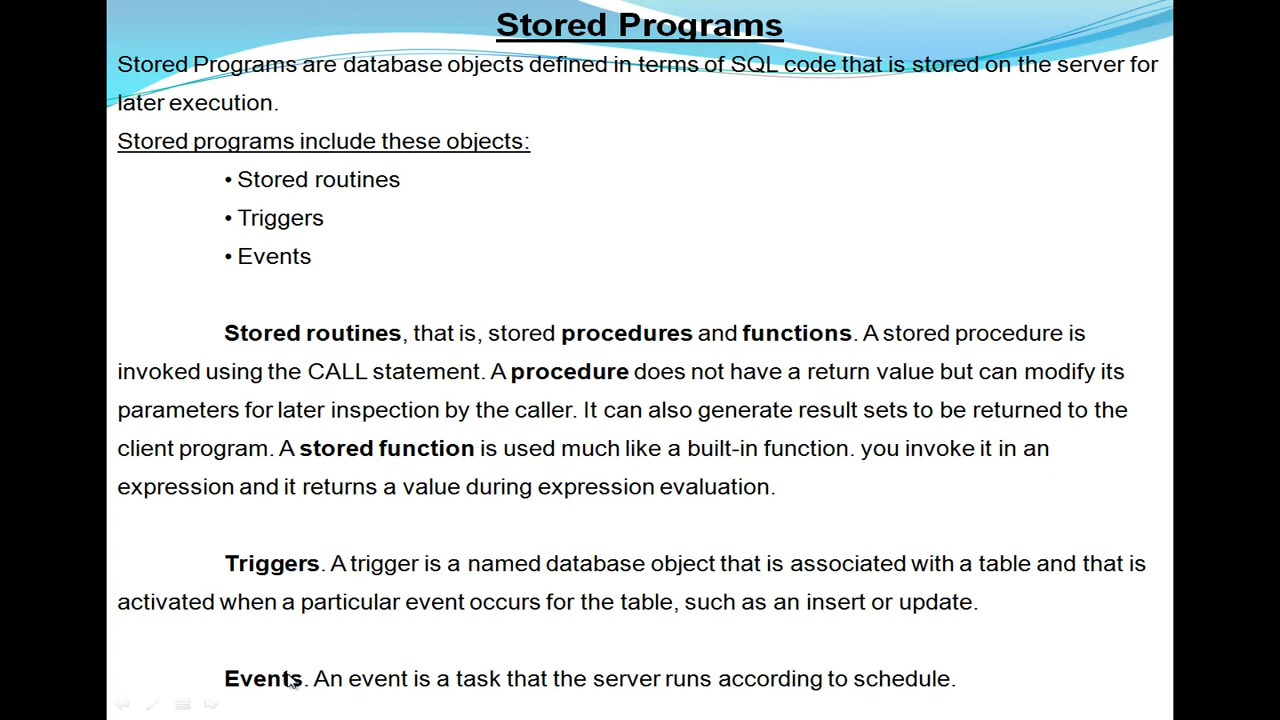 Stored Programs
Stored Programs are database objects defined in terms of SQL code that is stored on the server for
later execution.
Stored programs include these objects:
• Stored routines
• Triggers
• Events
Stored routines, that is, stored procedures and functions. A stored procedure is
invoked using the CALL statement. A procedure does not have a return value but can modify its
parameters for later inspection by the caller. It can also generate result sets to be returned to the
client program. A stored function is used much like a built-in function. you invoke it in an
expression and it returns a value during expression evaluation.
Triggers. A trigger is a named database object that is associated with a table and that is
activated when a particular event occurs for the table, such as an insert or update.
Events. An event is a task that the server runs according to schedule.